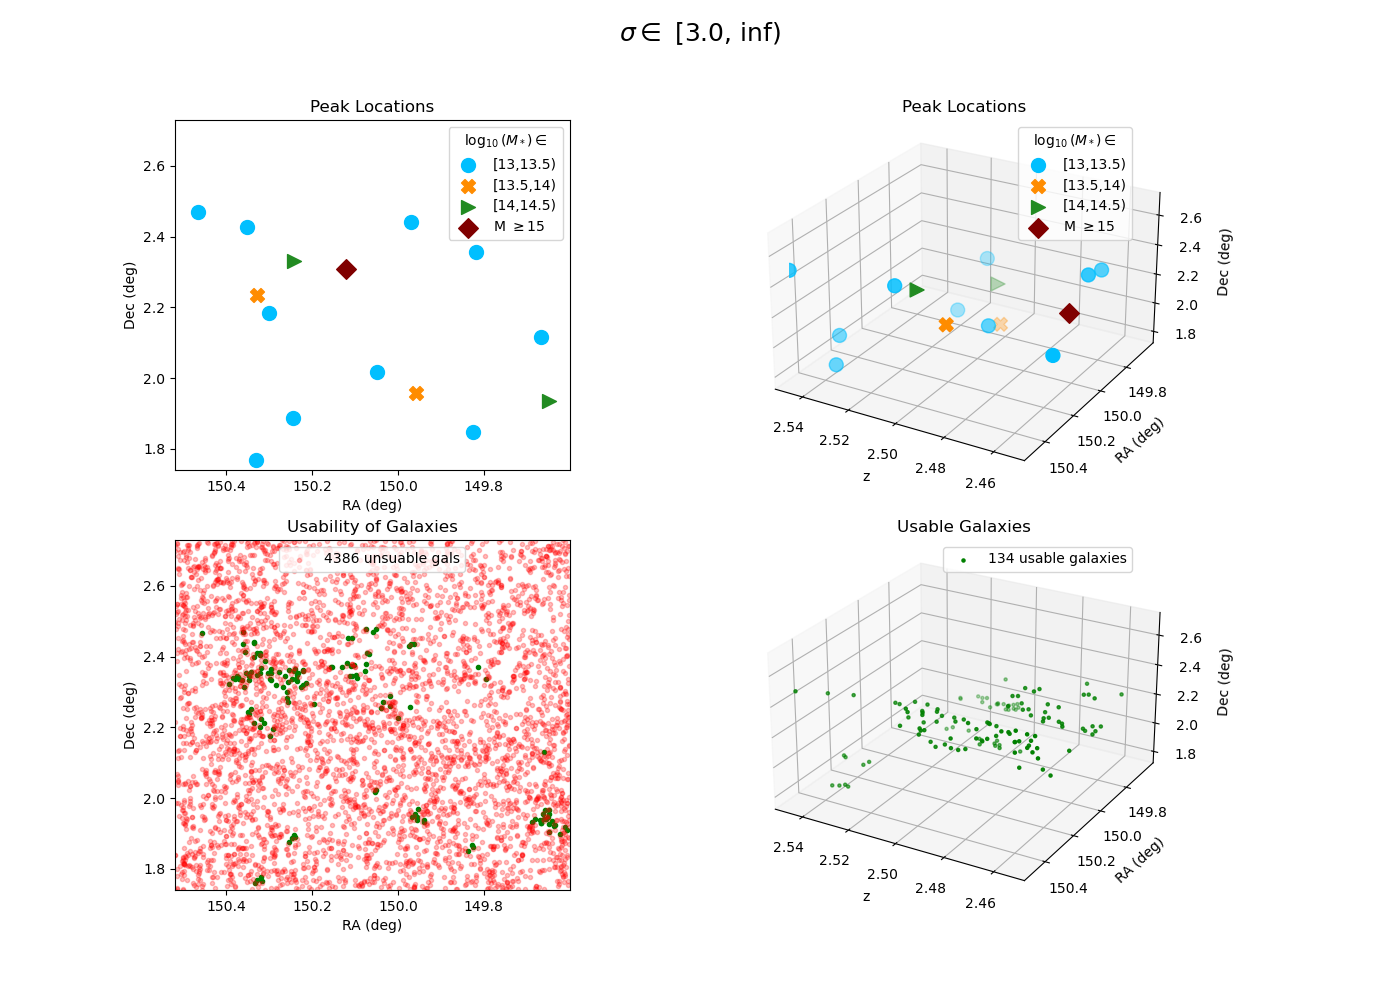 σ ∈ [3.0, inf)
Peak Locations
log₁₀(M*) ∈
[13,13.5)
[13.5,14)
[14,14.5)
M ≥15
2.6
2.4
2.2
2.0
1.8
Dec (deg)
150.4 150.2 150.0 149.8
RA (deg)
Peak Locations
log₁₀(M*) ∈
[13,13.5)
[13.5,14)
[14,14.5)
M ≥15
2.6
2.4
2.2
2.0
1.8
Dec (deg)
149.8
150.0
150.2
150.4
RA (deg)
2.54
2.52
2.50
2.48
2.46
z
Usability of Galaxies
4386 unsuable gals
2.6
2.4
2.2
2.0
1.8
Dec (deg)
150.4 150.2 150.0 149.8
RA (deg)
Usable Galaxies
134 usable galaxies
2.6
2.4
2.2
2.0
1.8
Dec (deg)
149.8
150.0
150.2
150.4
RA (deg)
2.54
2.52
2.50
2.48
2.46
z